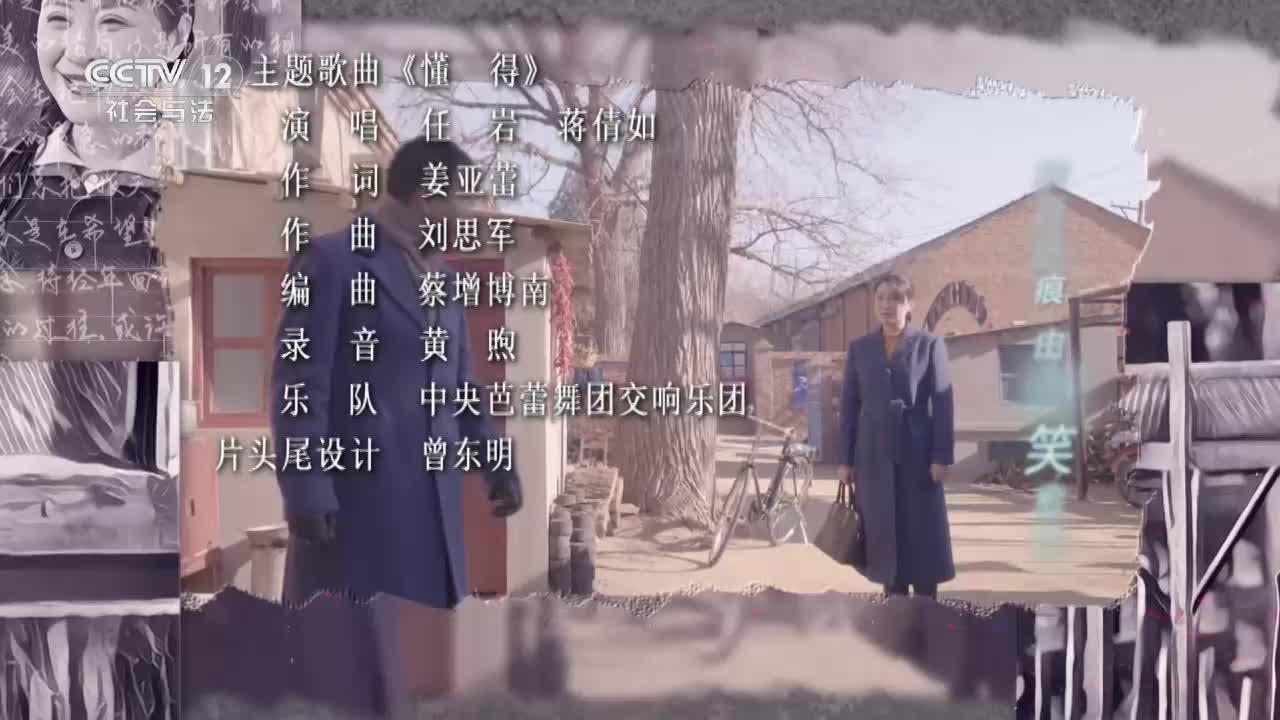 CCTV 12
社会与法
主题歌曲《懂 得》
演 唱 任 岩 蒋倩如
作 词 姜亚蕾
作 曲 刘思军
编 曲 蔡增博南
录 音 黄 煦
乐 队 中央芭蕾舞团交响乐团
片头尾设计 曾东明
痕由笑